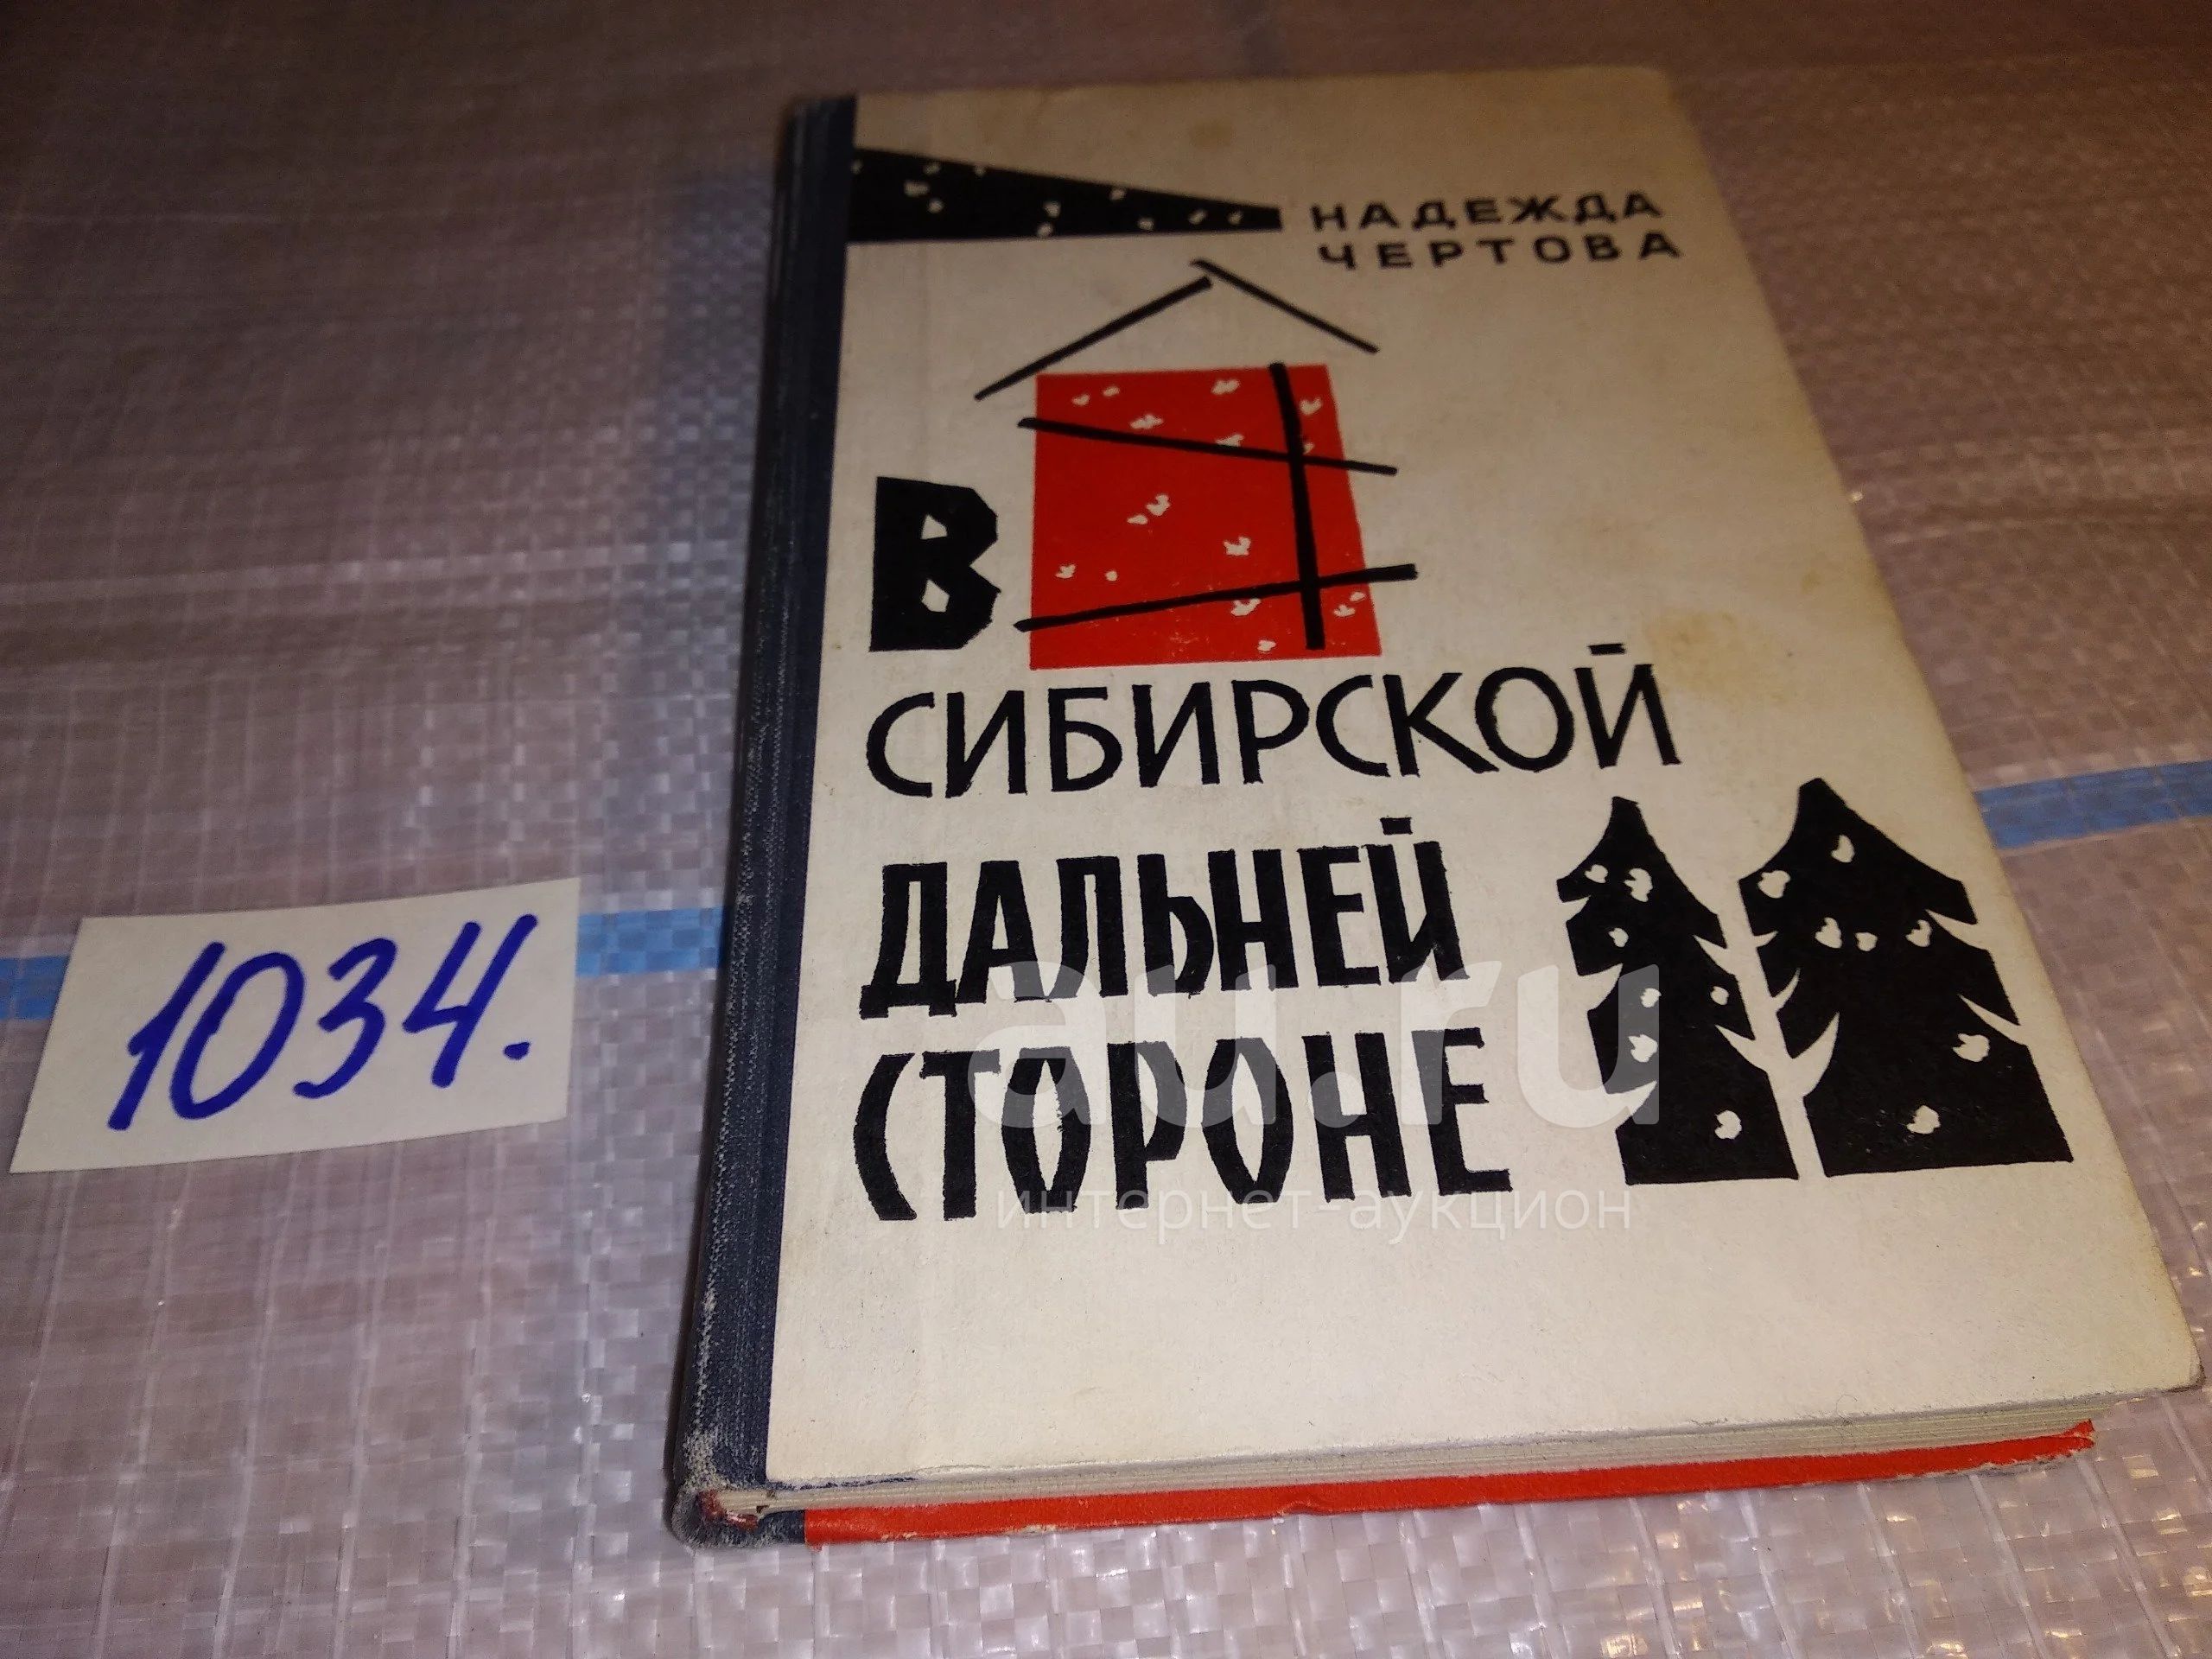 НАДЕЖДА
ЧЕРТОВА
В
СИБИРСКОЙ
ДАЛЬНЕЙ
СТОРОНЕ
1034.
au.ru
интернет-аукцион